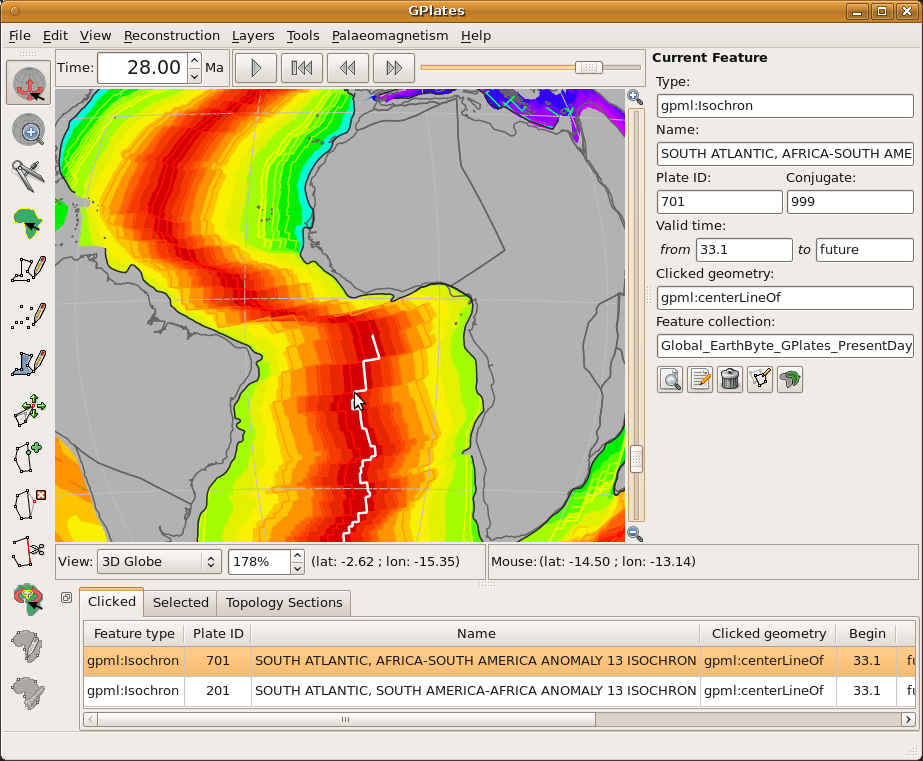 GPlates
File Edit View Reconstruction Layers Tools Palaeomagnetism Help
Time: 28.00 Ma
Current Feature
Type:
gpml:Isochron
Name:
SOUTH ATLANTIC, AFRICA-SOUTH AME
Plate ID: Conjugate:
701 999
Valid time:
from 33.1 to future
Clicked geometry:
gpml:centerLineOf
Feature collection:
Global_EarthByte_GPlates_PresentDay
View: 3D Globe 178% (lat: -2.62 ; lon: -15.35) Mouse: (lat: -14.50 ; lon: -13.14)
Clicked Selected Topology Sections
Feature type Plate ID Name Clicked geometry Begin
gpml:Isochron 701 SOUTH ATLANTIC, AFRICA-SOUTH AMERICA ANOMALY 13 ISOCHRON gpml:centerLineOf 33.1 fu
gpml:Isochron 201 SOUTH ATLANTIC, SOUTH AMERICA-AFRICA ANOMALY 13 ISOCHRON gpml:centerLineOf 33.1 fu